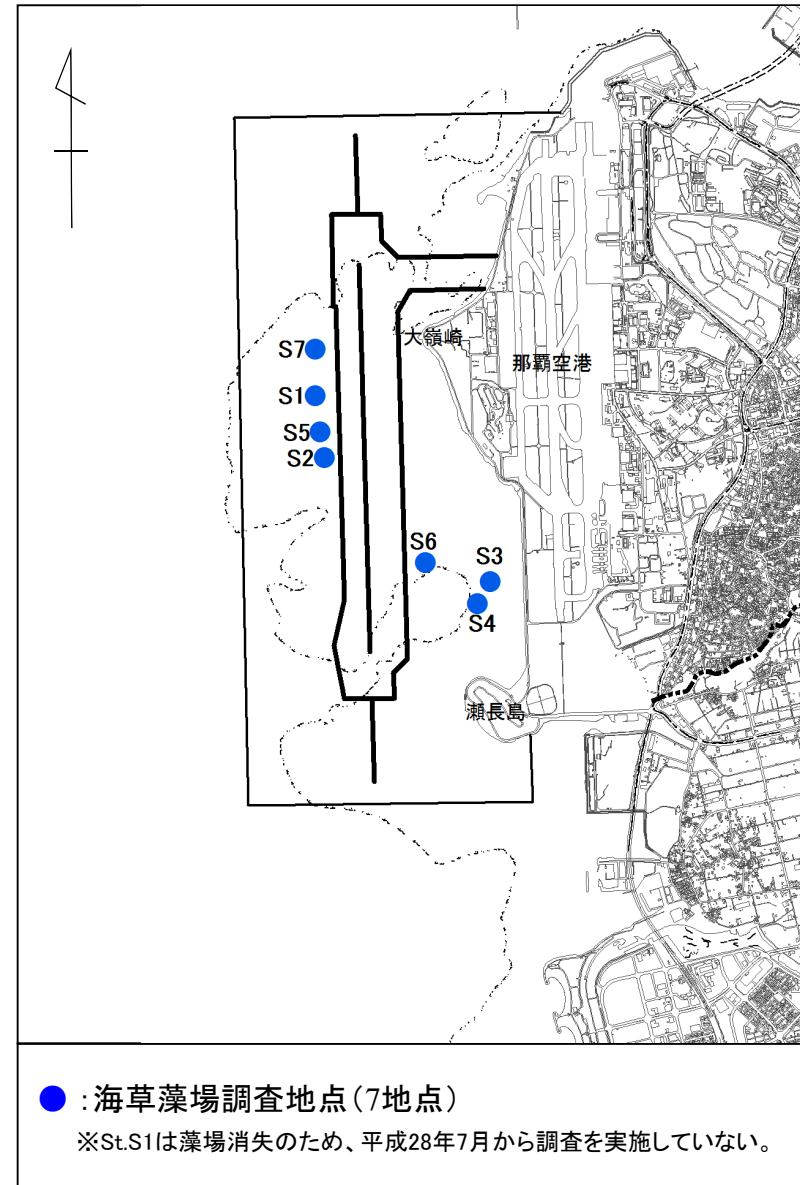 大嶺崎
那覇空港
S7
S1
S5
S2
S6
S3
S4
瀬長島
:海草藻場調査地点(7地点)
※St.S1は藻場消失のため、平成28年7月から調査を実施していない。